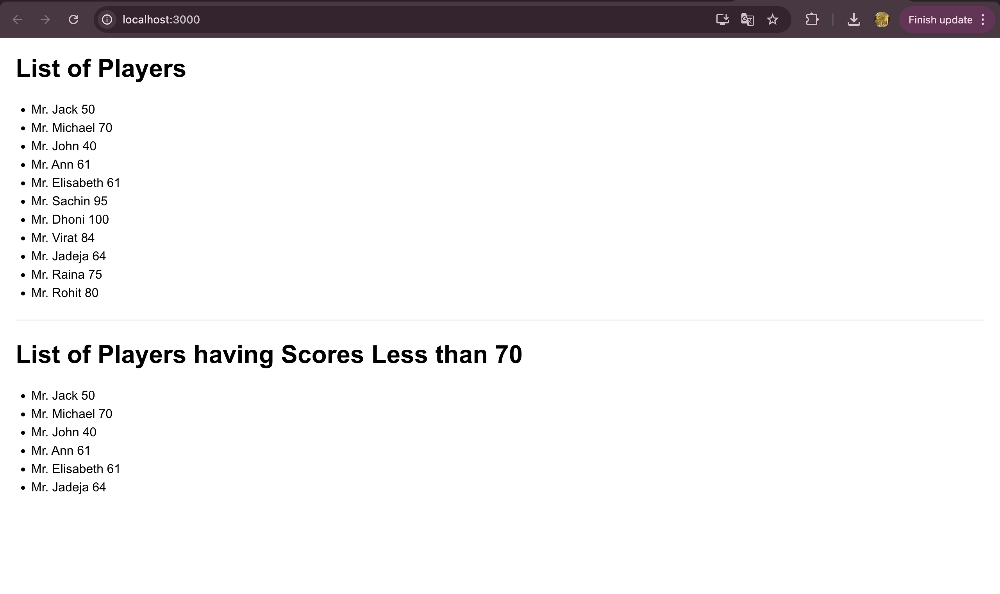 localhost:3000
Finish update
List of Players
Mr. Jack 50
Mr. Michael 70
Mr. John 40
Mr. Ann 61
Mr. Elisabeth 61
Mr. Sachin 95
Mr. Dhoni 100
Mr. Virat 84
Mr. Jadeja 64
Mr. Raina 75
Mr. Rohit 80
List of Players having Scores Less than 70
Mr. Jack 50
Mr. Michael 70
Mr. John 40
Mr. Ann 61
Mr. Elisabeth 61
Mr. Jadeja 64